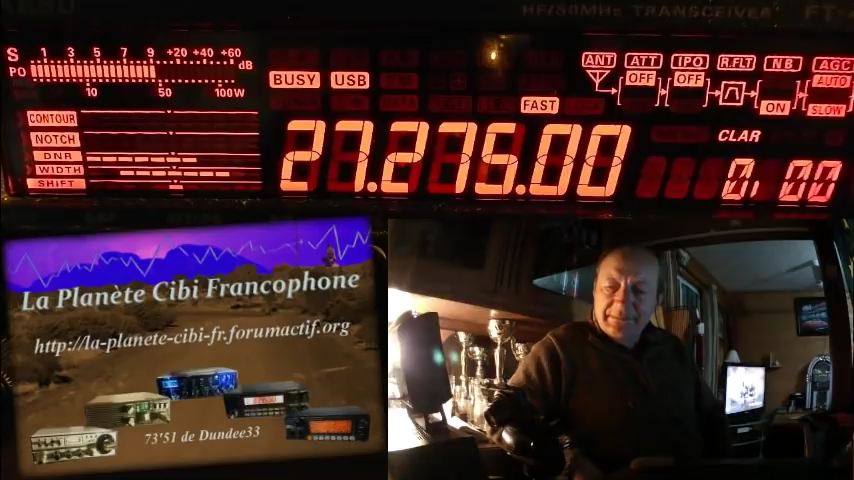 HF/50MHz TRANSCEIVER FT-
S 1 3 5 7 9 +20 +40 +60 dB
PO 10 50 100W
BUSY USB
FAST
ANT ATT IPO R.FLT NB AGC
OFF OFF AUTO
ON SLOW
CONTOUR
NOTCH
DNR
WIDTH
SHIFT
27.275.00
CLAR
0.00
La Planète Cibi Francophone
http://la-planete-cibi-fr.forumactif.org
73'51 de Dundee33